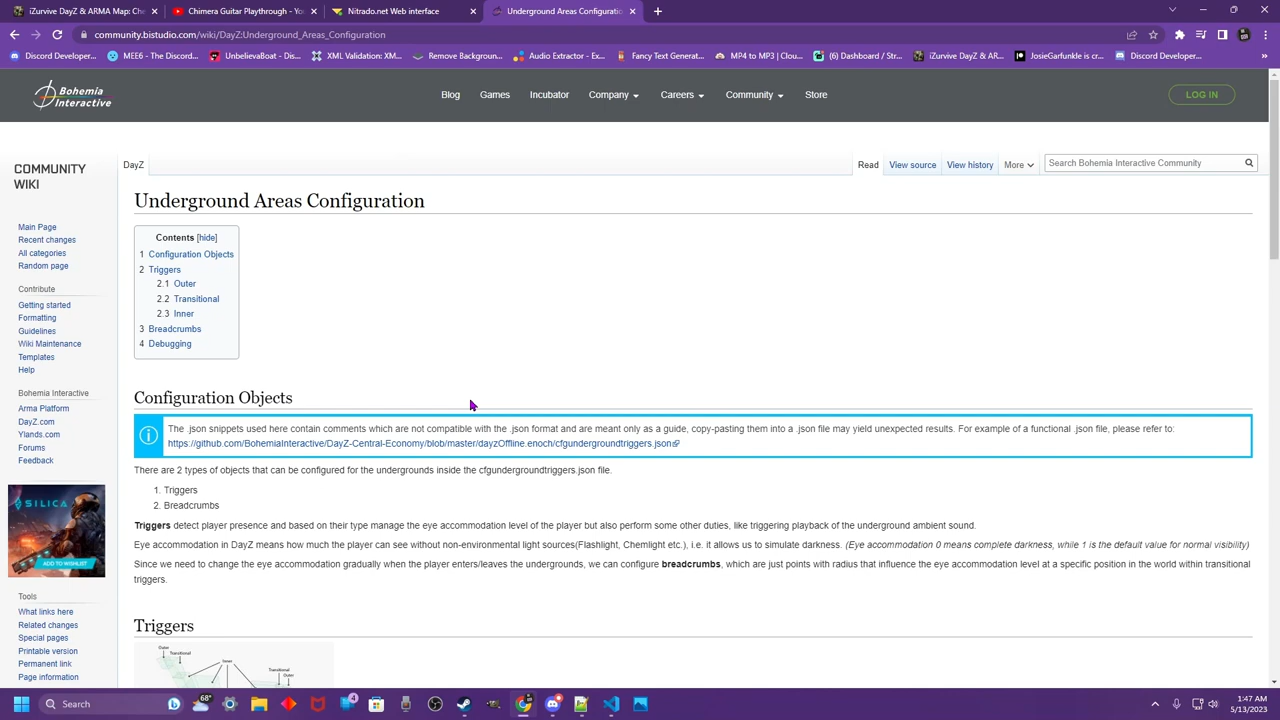 iZurvive DayZ & ARMA Map: Che
Chimera Guitar Playthrough - Yo
Nitrado.net Web interface
Underground Areas Configuratio
community.bistudio.com/wiki/DayZ:Underground_Areas_Configuration
Discord Developer...
MEE6 - The Discord...
UnbelievaBoat - Dis...
XML Validation: XM...
Remove Backgroun...
Audio Extractor - Ex...
Fancy Text Generat...
MP4 to MP3 | Clou...
(6) Dashboard / Str...
iZurvive DayZ & AR...
JosieGarfunkle is cr...
Discord Developer...
Bohemia Interactive
Blog
Games
Incubator
Company
Careers
Community
Store
LOG IN
COMMUNITY WIKI
DayZ
Read
View source
View history
More
Search Bohemia Interactive Community
Main Page
Recent changes
All categories
Random page
Contribute
Getting started
Formatting
Guidelines
Wiki Maintenance
Templates
Help
Bohemia Interactive
Arma Platform
DayZ.com
Ylands.com
Forums
Feedback
SILICA
ADD TO WISHLIST
Tools
What links here
Related changes
Special pages
Printable version
Permanent link
Page information
Underground Areas Configuration
Contents [hide]
1 Configuration Objects
2 Triggers
2.1 Outer
2.2 Transitional
2.3 Inner
3 Breadcrumbs
4 Debugging
Configuration Objects
The .json snippets used here contain comments which are not compatible with the .json format and are meant only as a guide, copy-pasting them into a .json file may yield unexpected results. For example of a functional .json file, please refer to:
https://github.com/BohemiaInteractive/DayZ-Central-Economy/blob/master/dayzOffline.enoch/cfgundergroundtriggers.json
There are 2 types of objects that can be configured for the undergrounds inside the cfgundergroundtriggers.json file.
1. Triggers
2. Breadcrumbs
Triggers detect player presence and based on their type manage the eye accommodation level of the player but also perform some other duties, like triggering playback of the underground ambient sound.
Eye accommodation in DayZ means how much the player can see without non-environmental light sources(Flashlight, Chemlight etc.), i.e. it allows us to simulate darkness. (Eye accommodation 0 means complete darkness, while 1 is the default value for normal visibility)
Since we need to change the eye accommodation gradually when the player enters/leaves the undergrounds, we can configure breadcrumbs, which are just points with radius that influence the eye accommodation level at a specific position in the world within transitional
triggers.
Triggers
Outer
Transitional
Inner
Transitional
Outer
Search
68°
4
1:47 AM
5/13/2023